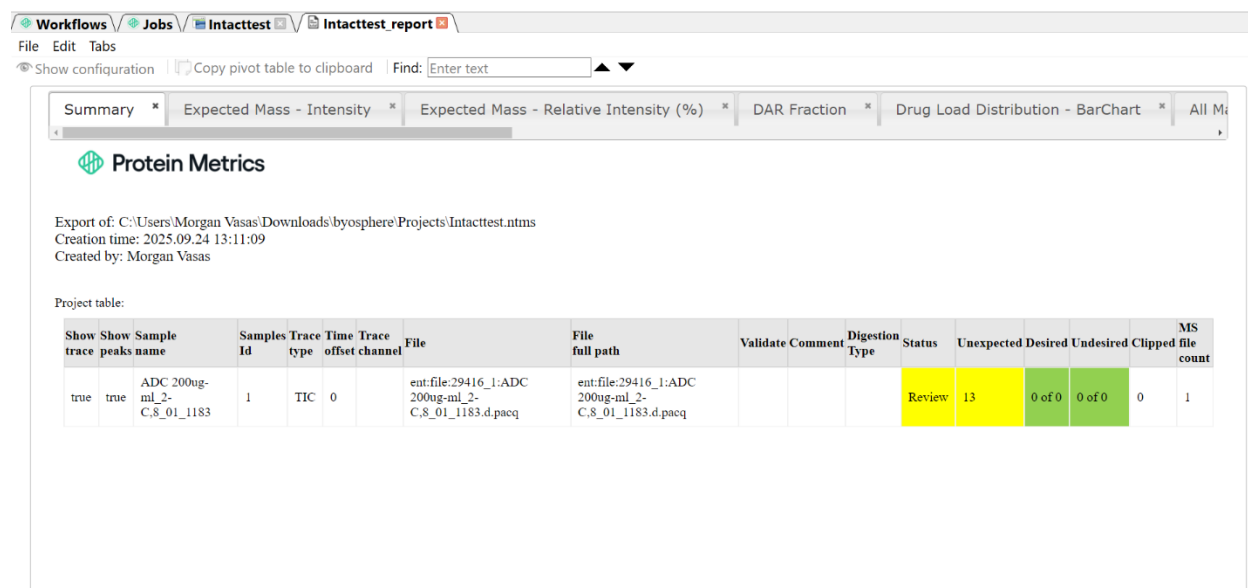 Workflows Jobs Intacttest Intacttest_report
File Edit Tabs
Show configuration Copy pivot table to clipboard Find: Enter text
Summary Expected Mass - Intensity Expected Mass - Relative Intensity (%) DAR Fraction Drug Load Distribution - BarChart All Ma
Protein Metrics
Export of: C:\Users\Morgan Vasas\Downloads\byosphere\Projects\Intacttest.ntms
Creation time: 2025.09.24 13:11:09
Created by: Morgan Vasas
Project table:
Show trace Show peaks Sample name Samples Id Trace type Time offset Trace channel File File full path Validate Comment Digestion Type Status Unexpected Desired Undesired Clipped MS file count
true true ADC 200ug-ml_2-C,8_01_1183 1 TIC 0 ent:file:29416_1:ADC 200ug-ml_2-C,8_01_1183.d.pacq ent:file:29416_1:ADC 200ug-ml_2-C,8_01_1183.d.pacq Review 13 0 of 0 0 of 0 0 1